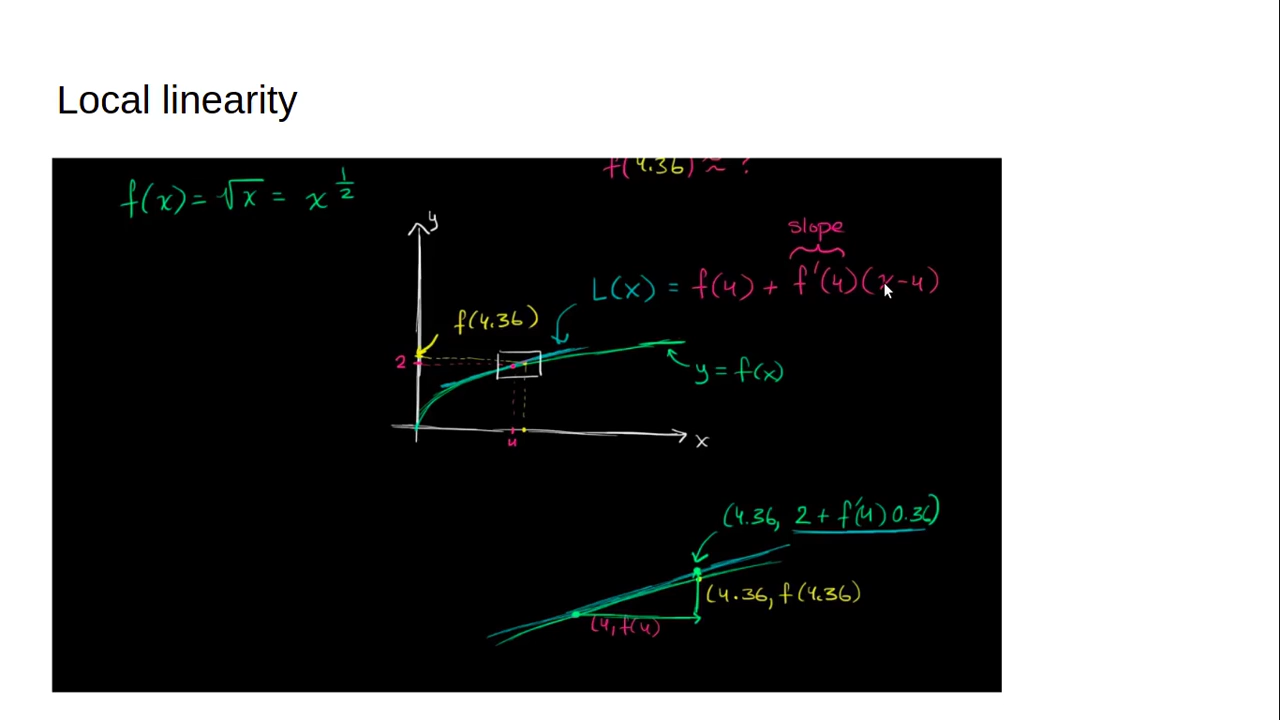 Local linearity
f(4.36) ≈ ?
f(x) = √x = x^(1/2)
y
slope
L(x) = f(4) + f'(4)(x-4)
f(4.36)
2
y = f(x)
4
x
(4.36, 2 + f'(4) 0.36)
(4.36, f(4.36)
(4, f(4)